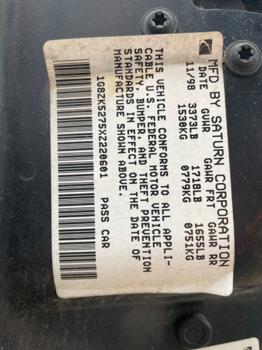 MFD BY SATURN CORPORATION
DATE GVWR GAWR FRT GAWR RR
11/98 3373LB 1718LB 1655LB
1530KG 0779KG 0751KG
THIS VEHICLE CONFORMS TO ALL APPLI-
CABLE U.S. FEDERAL MOTOR VEHICLE
SAFETY, BUMPER, AND THEFT PREVENTION
STANDARDS IN EFFECT ON THE DATE OF
MANUFACTURE SHOWN ABOVE.
1G8ZK5275XZ220601 PASS CAR